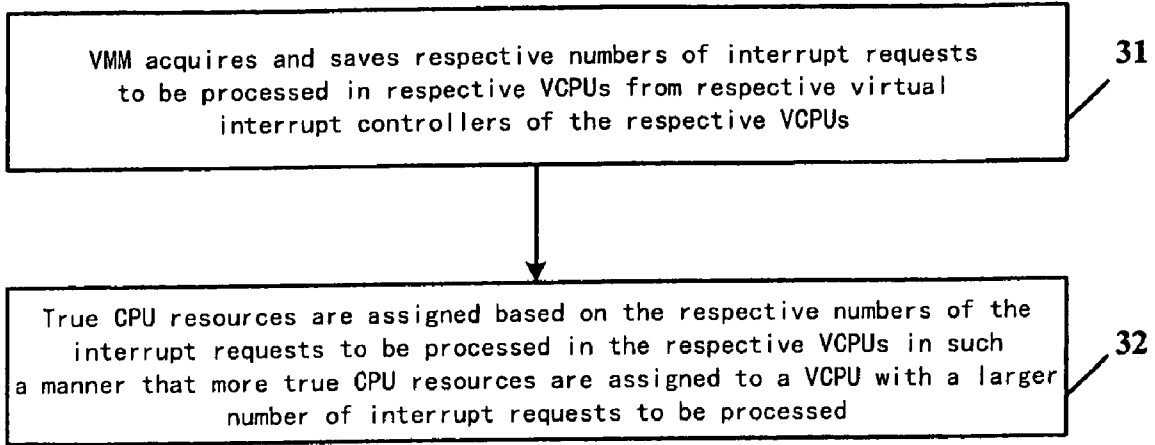 VMM acquires and saves respective numbers of interrupt requests
to be processed in respective VCPUs from respective virtual
interrupt controllers of the respective VCPUs
31
True CPU resources are assigned based on the respective numbers of the
interrupt requests to be processed in the respective VCPUs in such
a manner that more true CPU resources are assigned to a VCPU with a larger
number of interrupt requests to be processed
32